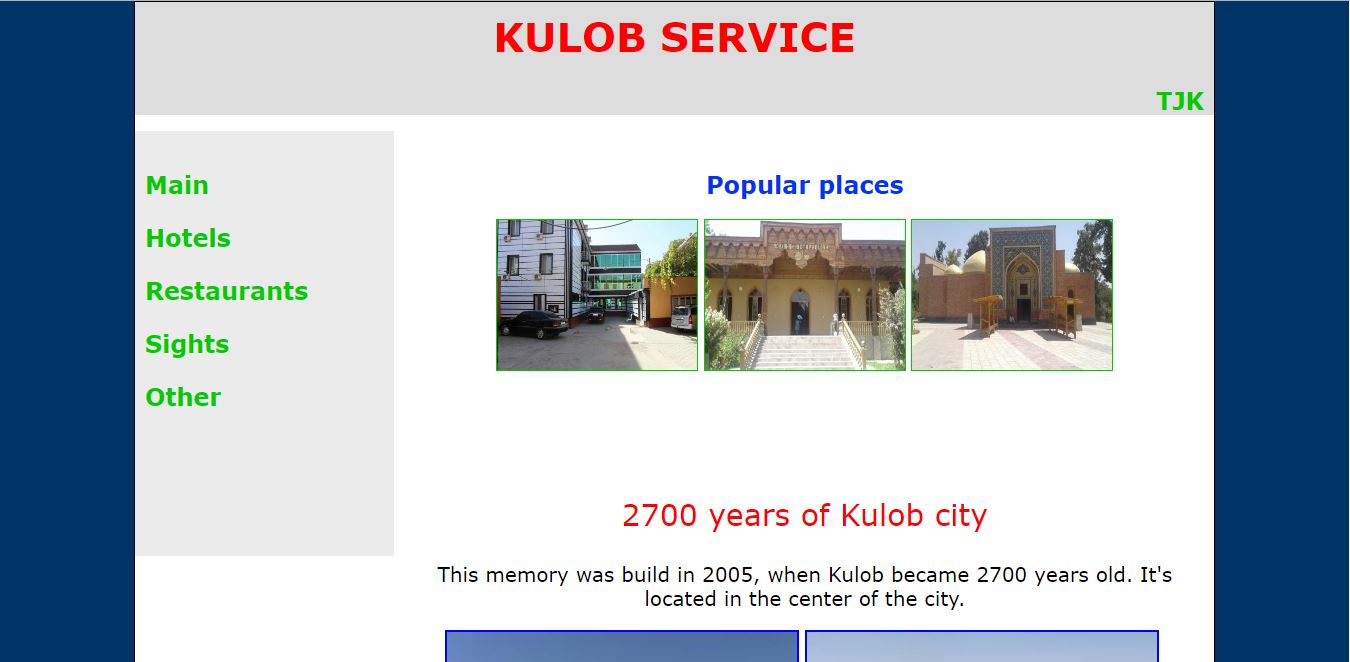 KULOB SERVICE
TJK
Main
Hotels
Restaurants
Sights
Other
Popular places
2700 years of Kulob city
This memory was build in 2005, when Kulob became 2700 years old. It's
located in the center of the city.